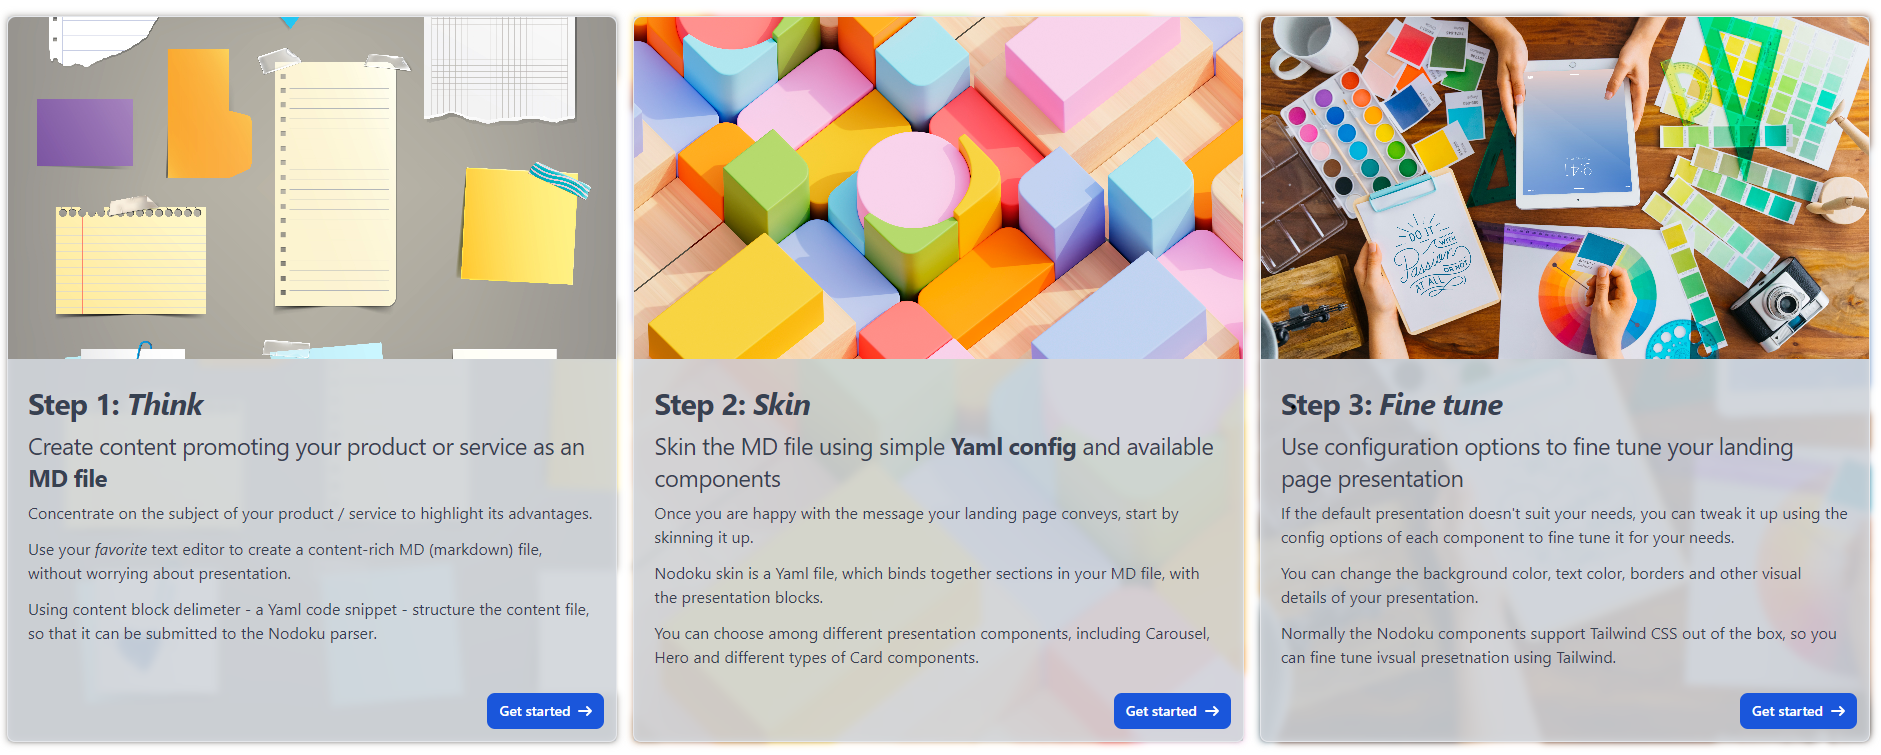 DO IT
WITH
Passion
OR NOT
AT ALL
Step 1: Think
Create content promoting your product or service as an
MD file
Concentrate on the subject of your product / service to highlight its advantages.
Use your favorite text editor to create a content-rich MD (markdown) file,
without worrying about presentation.
Using content block delimeter - a Yaml code snippet - structure the content file,
so that it can be submitted to the Nodoku parser.
Get started
Step 2: Skin
Skin the MD file using simple Yaml config and available
components
Once you are happy with the message your landing page conveys, start by
skinning it up.
Nodoku skin is a Yaml file, which binds together sections in your MD file, with
the presentation blocks.
You can choose among different presentation components, including Carousel,
Hero and different types of Card components.
Get started
Step 3: Fine tune
Use configuration options to fine tune your landing
page presentation
If the default presentation doesn't suit your needs, you can tweak it up using the
config options of each component to fine tune it for your needs.
You can change the background color, text color, borders and other visual
details of your presentation.
Normally the Nodoku components support Tailwind CSS out of the box, so you
can fine tune ivsual presetnation using Tailwind.
Get started